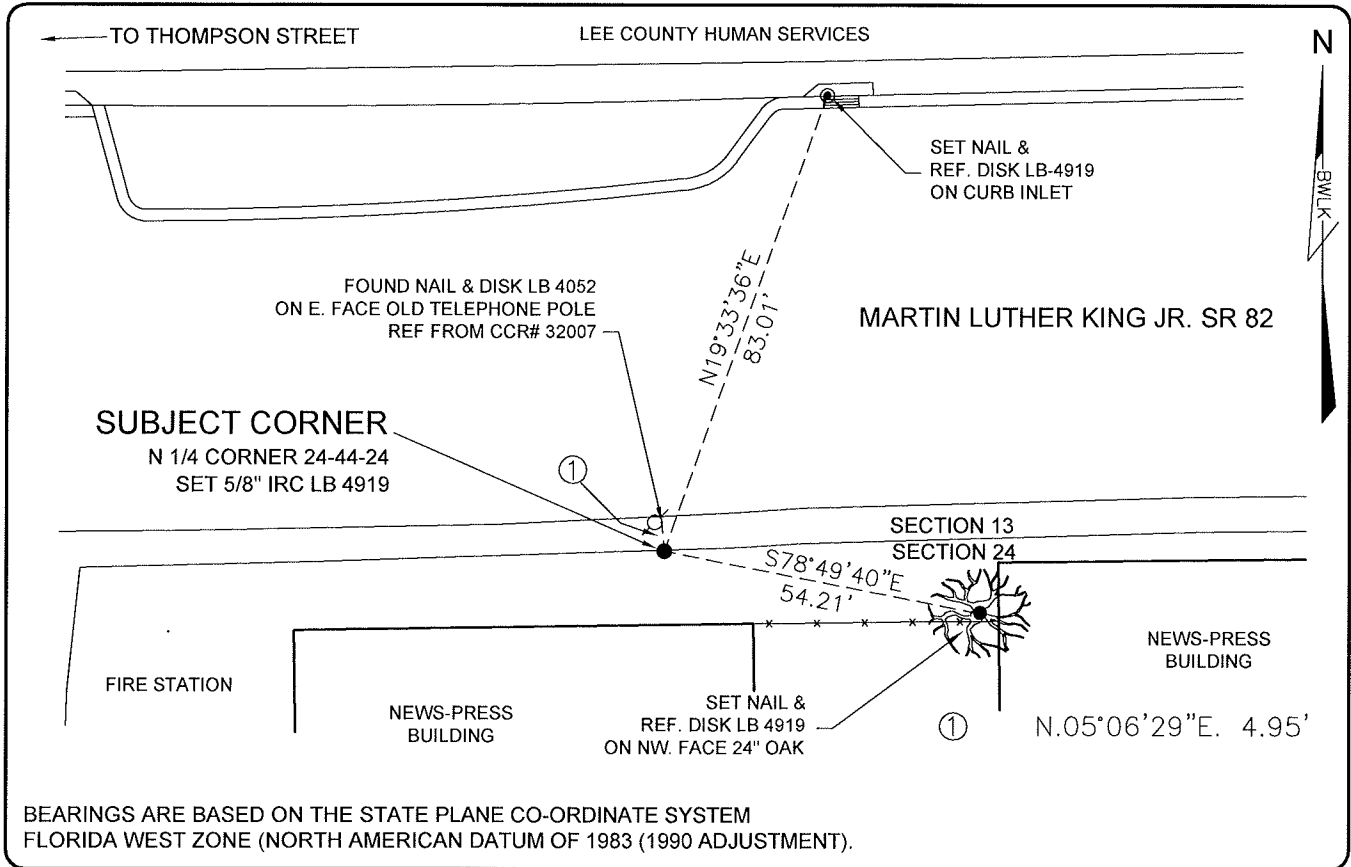 TO THOMPSON STREET
LEE COUNTY HUMAN SERVICES
N
SET NAIL &
REF. DISK LB-4919
ON CURB INLET
BWLK
FOUND NAIL & DISK LB 4052
ON E. FACE OLD TELEPHONE POLE
REF FROM CCR# 32007
N19°33'36"E
83.01'
MARTIN LUTHER KING JR. SR 82
SUBJECT CORNER
N 1/4 CORNER 24-44-24
SET 5/8" IRC LB 4919
1
SECTION 13
SECTION 24
S78°49'40"E
54.21'
FIRE STATION
NEWS-PRESS
BUILDING
SET NAIL &
REF. DISK LB 4919
ON NW. FACE 24" OAK
NEWS-PRESS
BUILDING
1 N.05°06'29"E. 4.95'
BEARINGS ARE BASED ON THE STATE PLANE CO-ORDINATE SYSTEM
FLORIDA WEST ZONE (NORTH AMERICAN DATUM OF 1983 (1990 ADJUSTMENT).